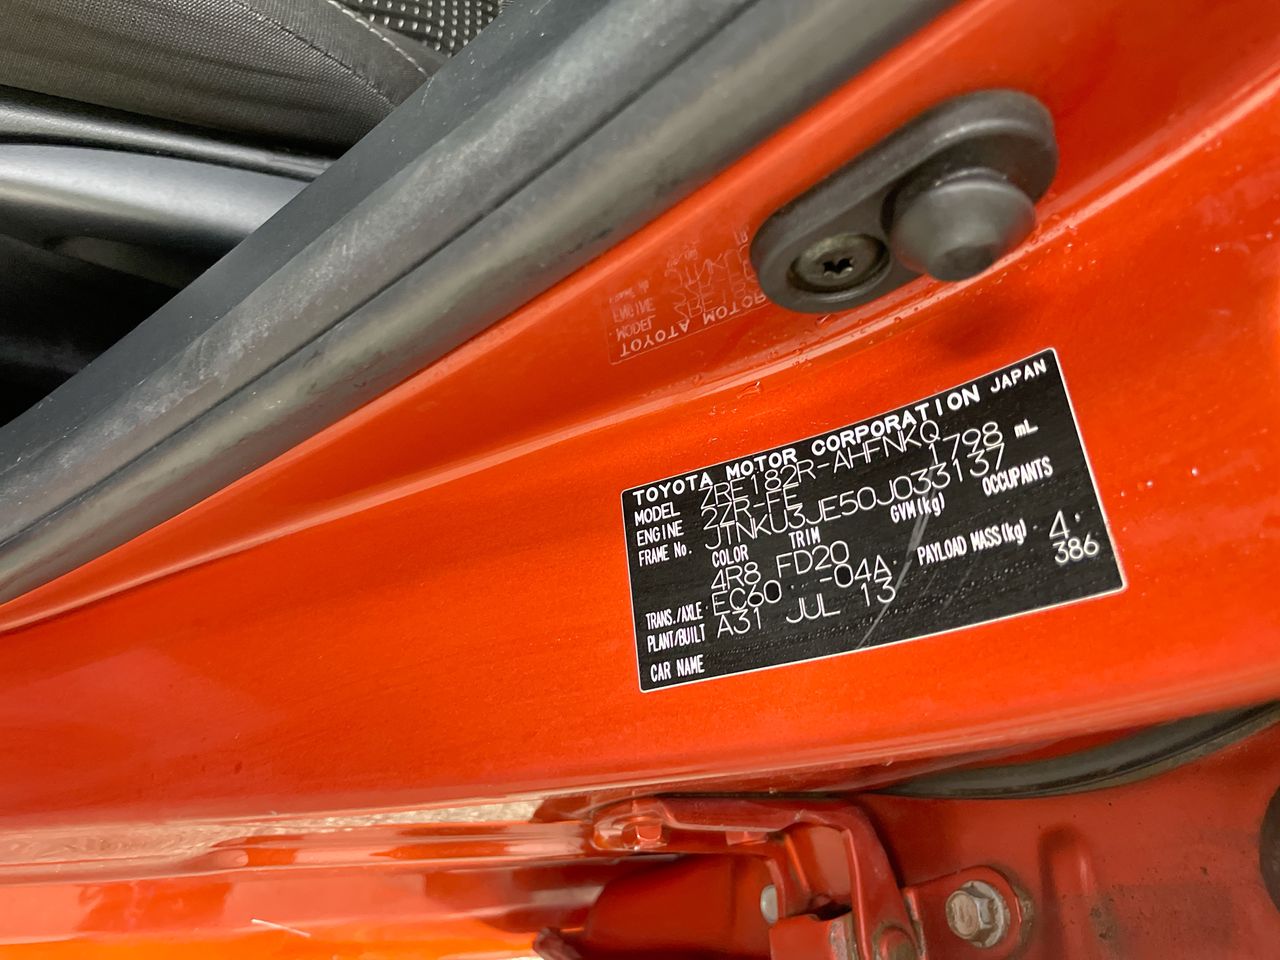 TOYOTA MOTOR CORPORATION JAPAN
MODEL ZRE182R-AHFNKQ
ENGINE 2ZR-FE 1798 mL
FRAME No. JTNKU3JE50J033137
COLOR TRIM GVM(kg) OCCUPANTS
4R8 FD20 4
TRANS./AXLE EC60 -04A PAYLOAD MASS(kg) 386
PLANT/BUILT A31 JUL 13
CAR NAME